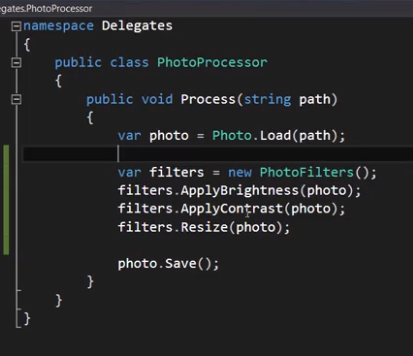 egates.PhotoProcessor
namespace Delegates
{
public class PhotoProcessor
{
public void Process(string path)
{
var photo = Photo.Load(path);
var filters = new PhotoFilters();
filters.ApplyBrightness(photo);
filters.ApplyContrast(photo);
filters.Resize(photo);
photo.Save();
}
}
}